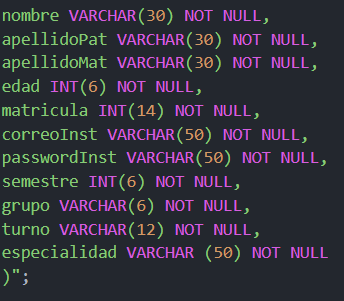 nombre VARCHAR(30) NOT NULL,
apellidoPat VARCHAR(30) NOT NULL,
apellidoMat VARCHAR(30) NOT NULL,
edad INT(6) NOT NULL,
matricula INT(14) NOT NULL,
correoInst VARCHAR(50) NOT NULL,
passwordInst VARCHAR(50) NOT NULL,
semestre INT(6) NOT NULL,
grupo VARCHAR(6) NOT NULL,
turno VARCHAR(12) NOT NULL,
especialidad VARCHAR (50) NOT NULL
)";